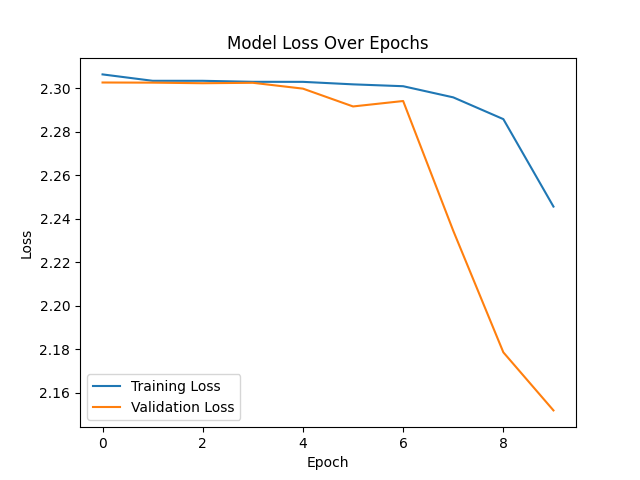 Model Loss Over Epochs
Loss
2.30
2.28
2.26
2.24
2.22
2.20
2.18
2.16
Training Loss
Validation Loss
0 2 4 6 8
Epoch